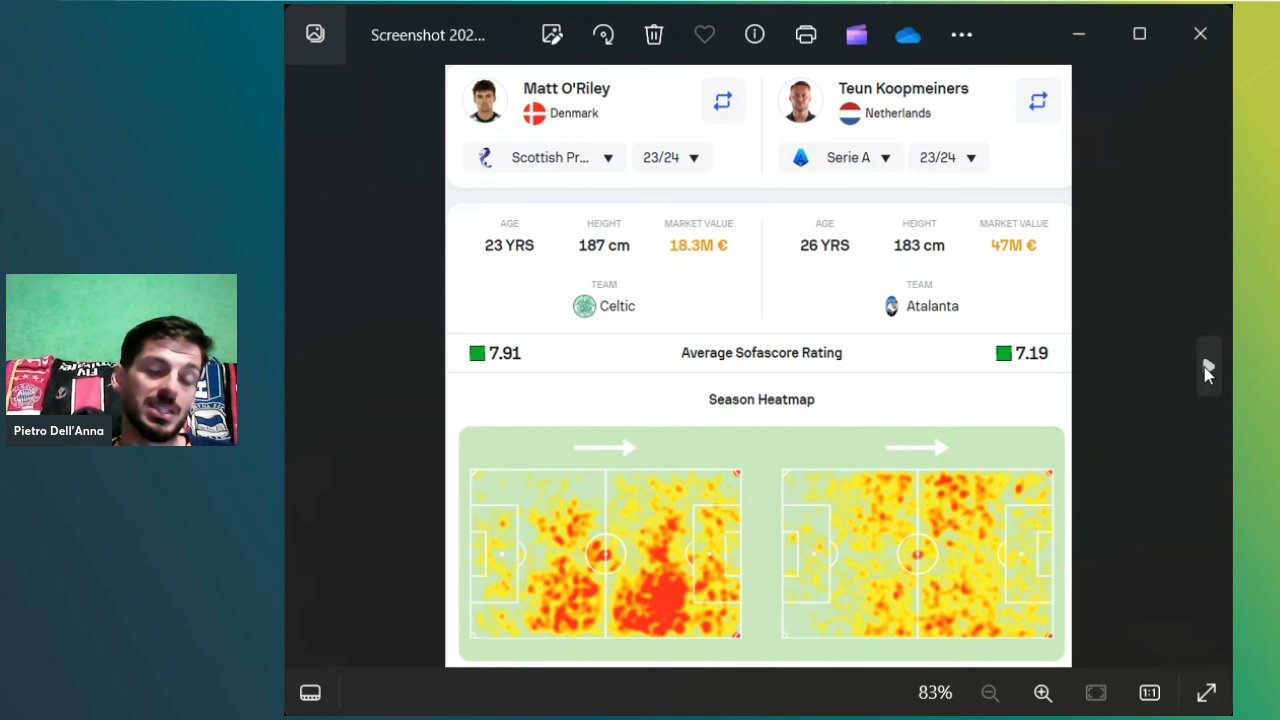 Screenshot 202...
Matt O'Riley
Denmark
Scottish Pr... 23/24
Teun Koopmeiners
Netherlands
Serie A 23/24
AGE HEIGHT MARKET VALUE
23 YRS 187 cm 18.3M €
TEAM
Celtic
AGE HEIGHT MARKET VALUE
26 YRS 183 cm 47M €
TEAM
Atalanta
7.91 Average Sofascore Rating 7.19
Season Heatmap
Pietro Dell'Anna
83%
1:1